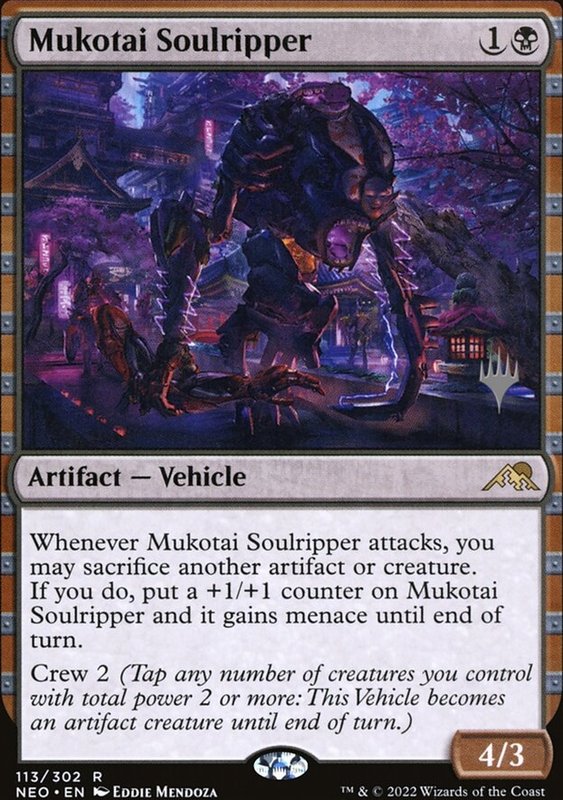 Mukotai Soulripper 1
Artifact — Vehicle
Whenever Mukotai Soulripper attacks, you
may sacrifice another artifact or creature.
If you do, put a +1/+1 counter on Mukotai
Soulripper and it gains menace until end of
turn.
Crew 2 (Tap any number of creatures you control
with total power 2 or more: This Vehicle becomes
an artifact creature until end of turn.)
4/3
113/302 R
NEO • EN EDDIE MENDOZA
™ & © 2022 Wizards of the Coast